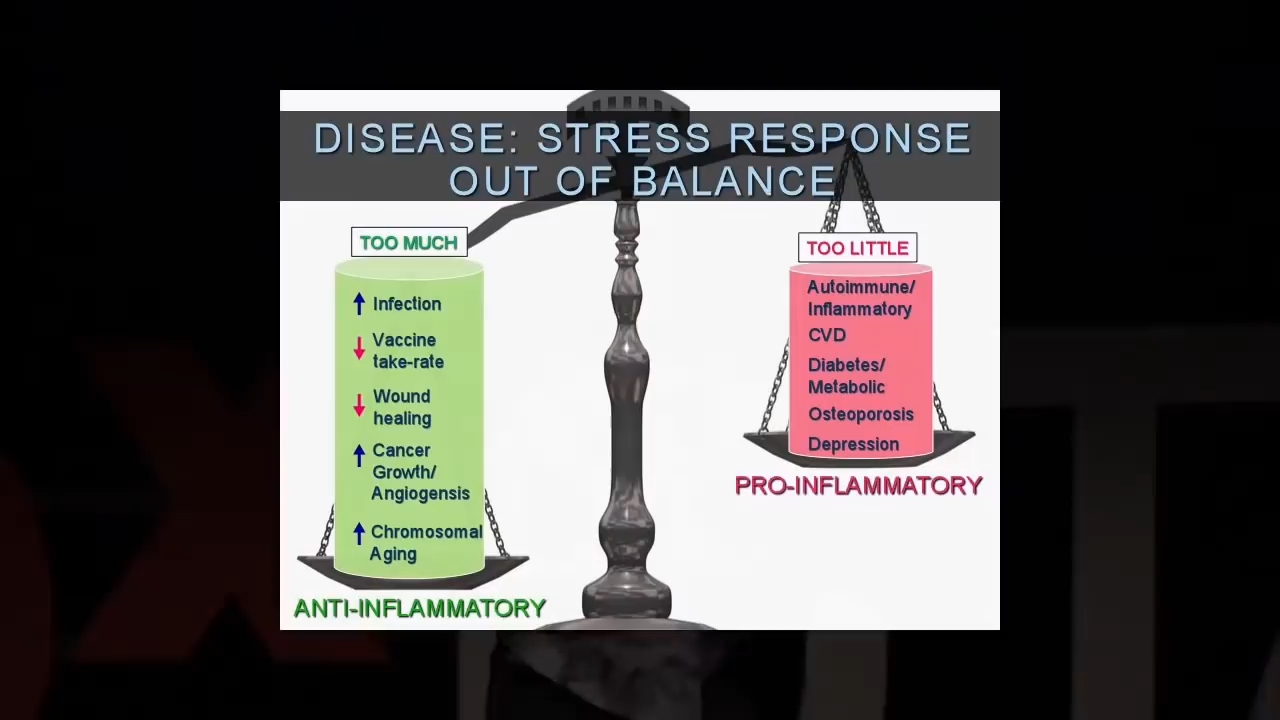 DISEASE: STRESS RESPONSE
OUT OF BALANCE
TOO MUCH
↑ Infection
↓ Vaccine
take-rate
↓ Wound
healing
↑ Cancer
Growth/
Angiogensis
↑ Chromosomal
Aging
ANTI-INFLAMMATORY
TOO LITTLE
Autoimmune/
Inflammatory
CVD
Diabetes/
Metabolic
Osteoporosis
Depression
PRO-INFLAMMATORY